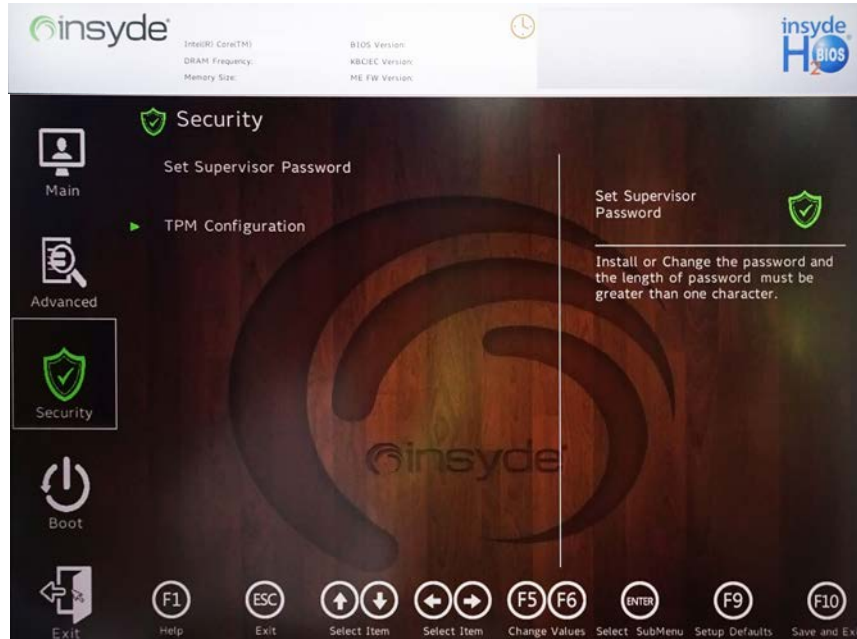 insyde
Intel(R) Core(TM)
DRAM Frequency:
Memory Size:
BIOS Version:
KBC/EC Version:
ME FW Version:
insyde
H2O BIOS
Security
Set Supervisor Password
TPM Configuration
Main
Advanced
Security
Boot
Exit
Set Supervisor
Password
Install or Change the password and
the length of password must be
greater than one character.
insyde
F1
Help
ESC
Exit
Select Item
Select Item
F5 F6
Change Values
ENTER
Select SubMenu
F9
Setup Defaults
F10
Save and Ex